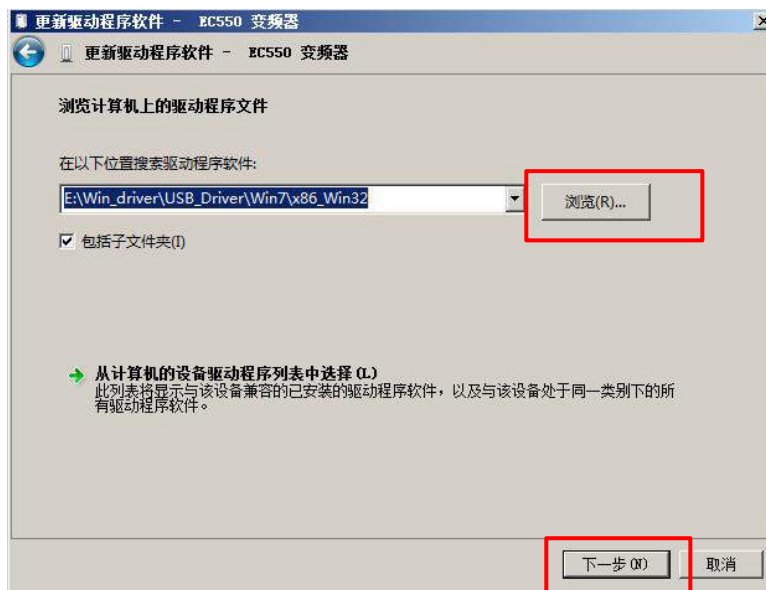 更新驱动程序软件 - EC550 变频器
更新驱动程序软件 - EC550 变频器
浏览计算机上的驱动程序文件
在以下位置搜索驱动程序软件:
E:\Win_driver\USB_Driver\Win7\x86_Win32
浏览(R)...
包括子文件夹(I)
从计算机的设备驱动程序列表中选择(L)
此列表将显示与该设备兼容的已安装的驱动程序软件，以及与该设备处于同一类别下的所
有驱动程序软件。
下一步(N)
取消